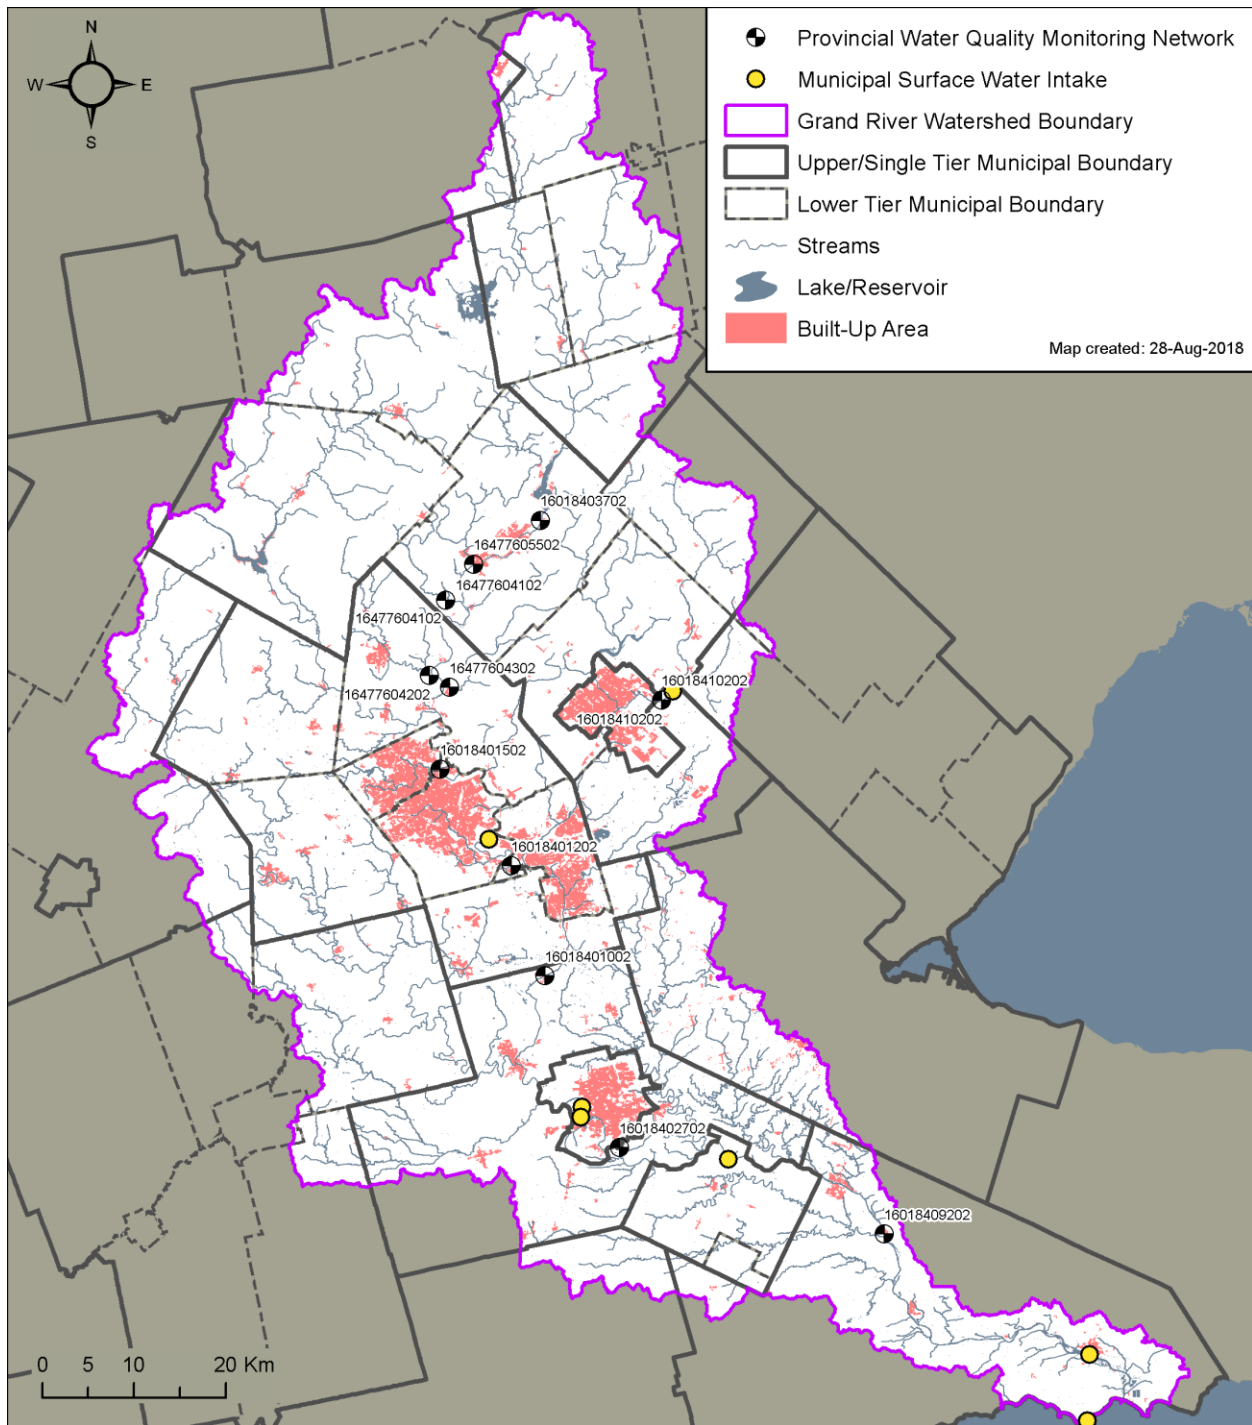 N
W
E
S
Provincial Water Quality Monitoring Network
Municipal Surface Water Intake
Grand River Watershed Boundary
Upper/Single Tier Municipal Boundary
Lower Tier Municipal Boundary
Streams
Lake/Reservoir
Built-Up Area
Map created: 28-Aug-2018
16018403702
16477605502
16477604102
16477604102
16477604302
16477604202
16018410202
16018410202
16018401502
16018401202
16018401002
16018402702
16018409202
0 5 10 20 Km